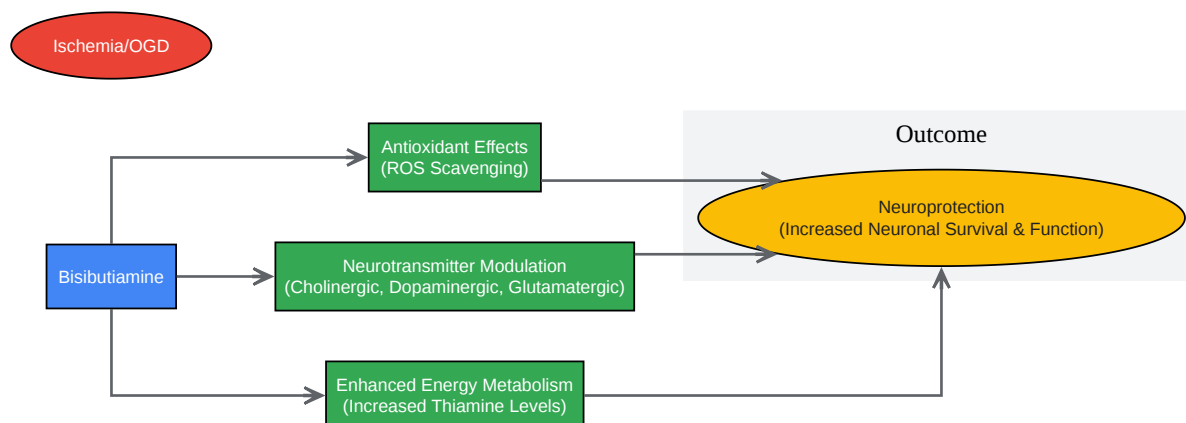 Ischemia/OGD
Outcome
Antioxidant Effects
(ROS Scavenging)
Neuroprotection
(Increased Neuronal Survival & Function)
Bisibutiamine
Neurotransmitter Modulation
(Cholinergic, Dopaminergic, Glutamatergic)
Enhanced Energy Metabolism
(Increased Thiamine Levels)